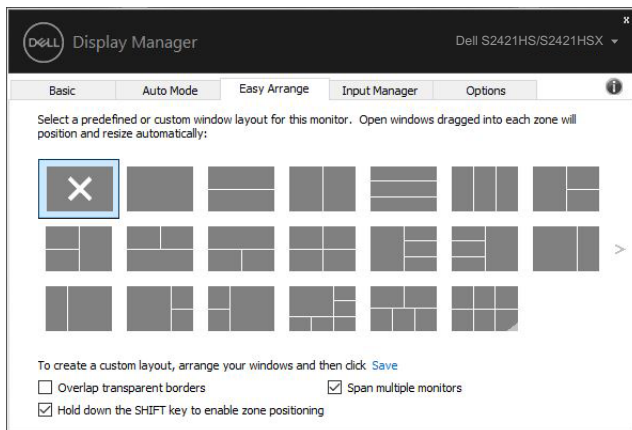 x
DELL Display Manager Dell S2421HS/S2421HSX
Basic Auto Mode Easy Arrange Input Manager Options i
Select a predefined or custom window layout for this monitor. Open windows dragged into each zone will
position and resize automatically:
To create a custom layout, arrange your windows and then click Save
Overlap transparent borders Span multiple monitors
Hold down the SHIFT key to enable zone positioning